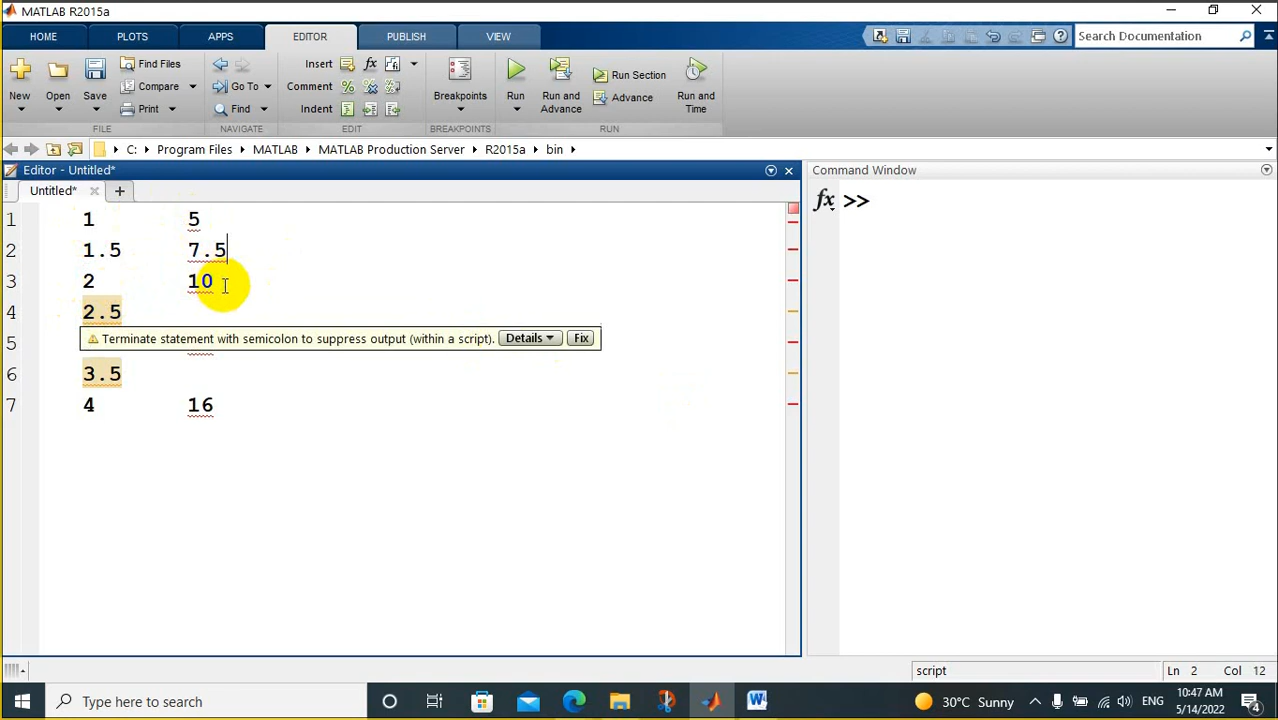 MATLAB R2015a
HOME PLOTS APPS EDITOR PUBLISH VIEW Search Documentation
New Open Save Find Files Compare Print
Go To Find
Insert fx
Comment
Indent
Breakpoints Run Run and Advance Run Section Advance Run and Time
FILE NAVIGATE EDIT BREAKPOINTS RUN
C: Program Files MATLAB MATLAB Production Server R2015a bin
Editor - Untitled*
Command Window
Untitled* +
fx >>
1 1 5
2 1.5 7.5
3 2 10
4 2.5
Terminate statement with semicolon to suppress output (within a script). Details Fix
5
6 3.5
7 4 16
script Ln 2 Col 12
Type here to search
30°C Sunny ENG 10:47 AM 5/14/2022 4